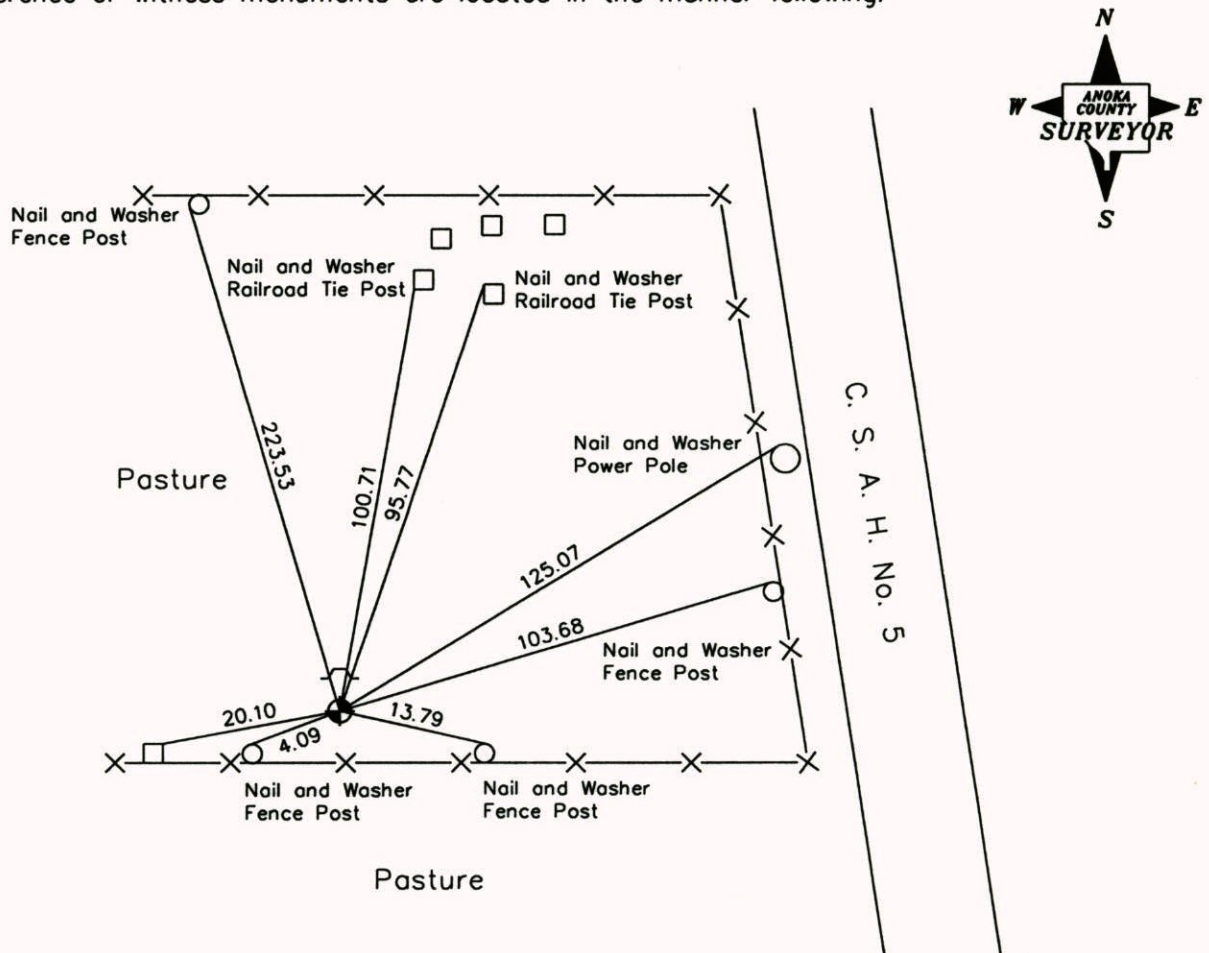 erence or witness monuments are located in the manner following:
N
W
ANOKA
COUNTY
E
SURVEYOR
S
Nail and Washer
Fence Post
Nail and Washer
Railroad Tie Post
Nail and Washer
Railroad Tie Post
223.53
Pasture
100.71
95.77
Nail and Washer
Power Pole
C. S. A. H. No. 5
125.07
103.68
Nail and Washer
Fence Post
20.10
4.09
13.79
Nail and Washer
Fence Post
Nail and Washer
Fence Post
Pasture